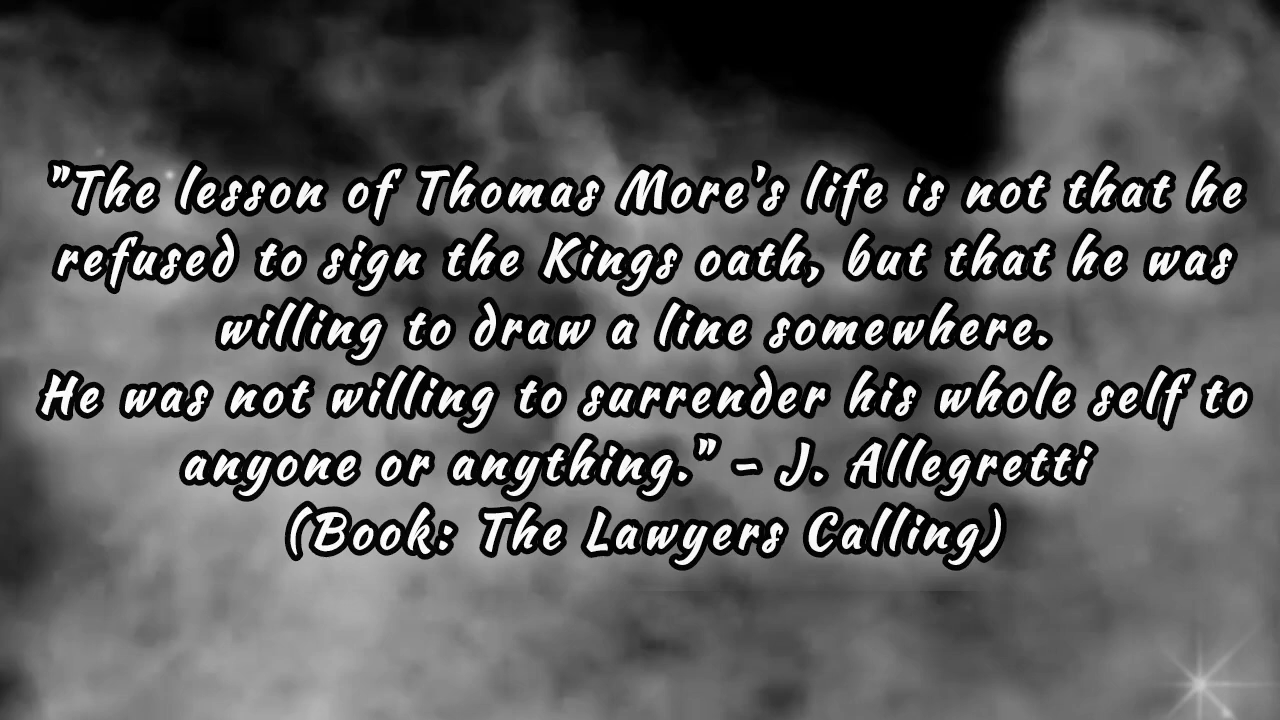 "The lesson of Thomas More's life is not that he
refused to sign the Kings oath, but that he was
willing to draw a line somewhere.
He was not willing to surrender his whole self to
anyone or anything." - J. Allegretti
(Book: The Lawyers Calling)